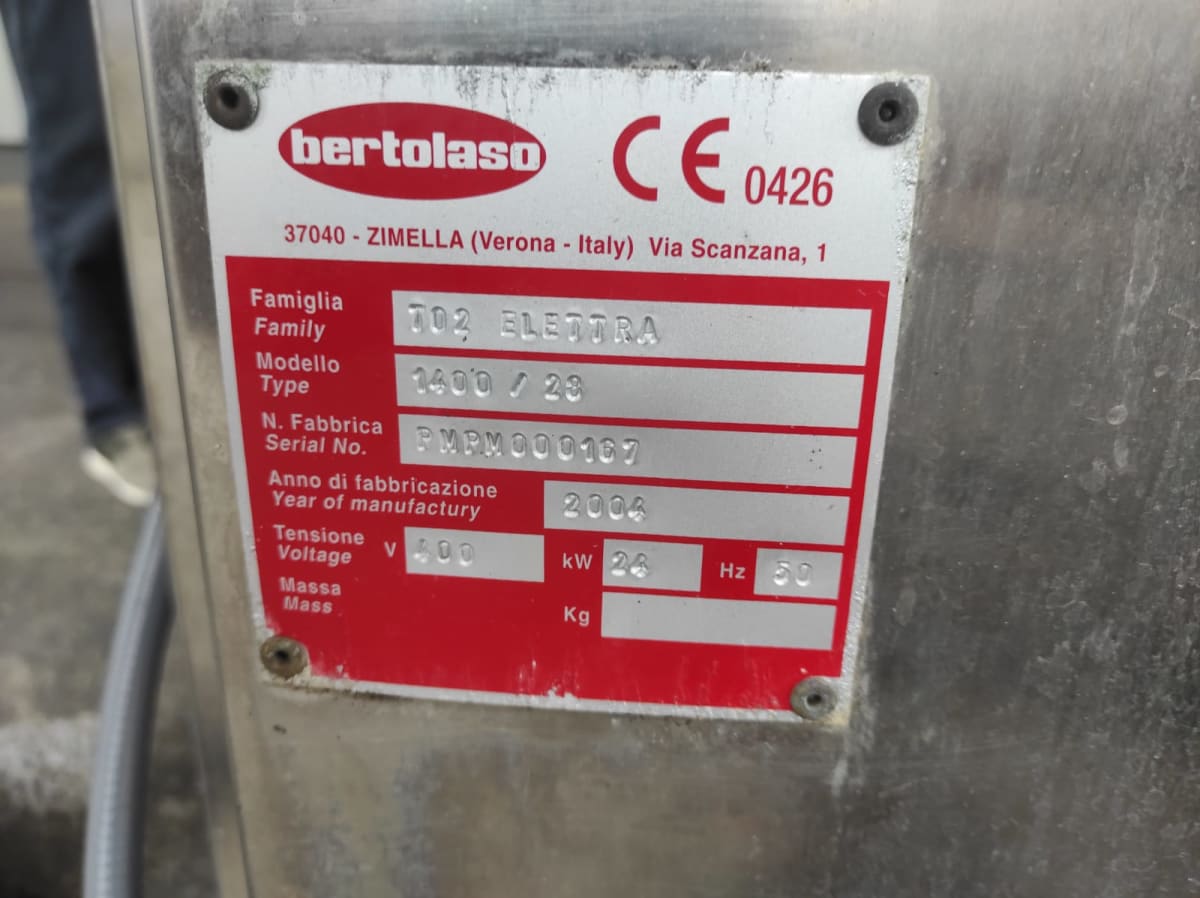 bertolaso
CE 0426
37040 - ZIMELLA (Verona - Italy) Via Scanzana, 1
Famiglia
Family
T02 ELETTRA
Modello
Type
1400 / 28
N. Fabbrica
Serial No.
PMPM000167
Anno di fabbricazione
Year of manufactury
2004
Tensione
Voltage
V 400 kW 24 Hz 50
Massa
Mass
Kg